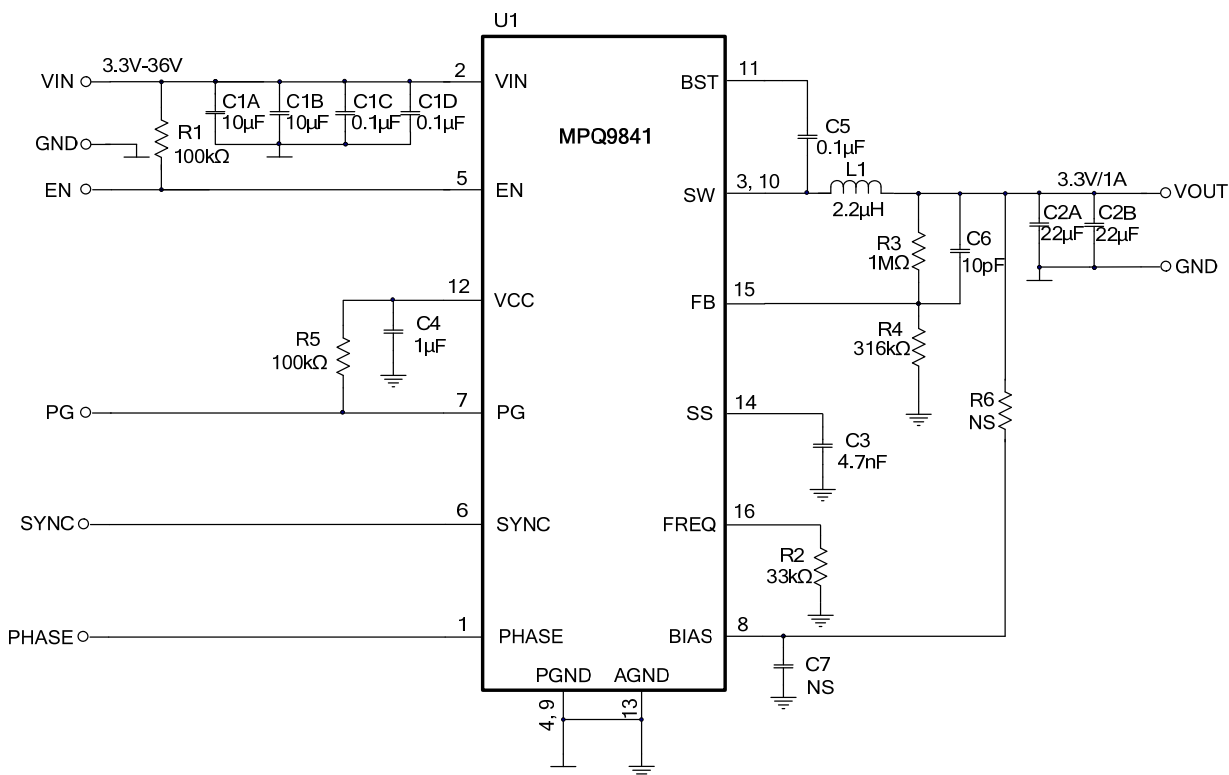 U1
VIN
3.3V-36V
2
VIN
GND
R1
100kΩ
C1A
10µF
C1B
10µF
C1C
0.1µF
C1D
0.1µF
EN
5
EN
MPQ9841
BST
11
C5
0.1µF
SW
3, 10
L1
2.2µH
3.3V/1A
VOUT
C2A
22µF
C2B
22µF
GND
R3
1MΩ
C6
10pF
FB
15
R4
316kΩ
12
VCC
R5
100kΩ
C4
1µF
PG
7
PG
SS
14
C3
4.7nF
R6
NS
SYNC
6
SYNC
FREQ
16
R2
33kΩ
PHASE
1
PHASE
BIAS
8
C7
NS
PGND
AGND
4, 9
13